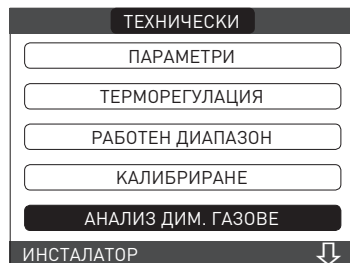 ТЕХНИЧЕСКИ
ПАРАМЕТРИ
ТЕРМОРЕГУЛАЦИЯ
РАБОТЕН ДИАПАЗОН
КАЛИБРИРАНЕ
АНАЛИЗ ДИМ. ГАЗОВЕ
ИНСТАЛАТОР